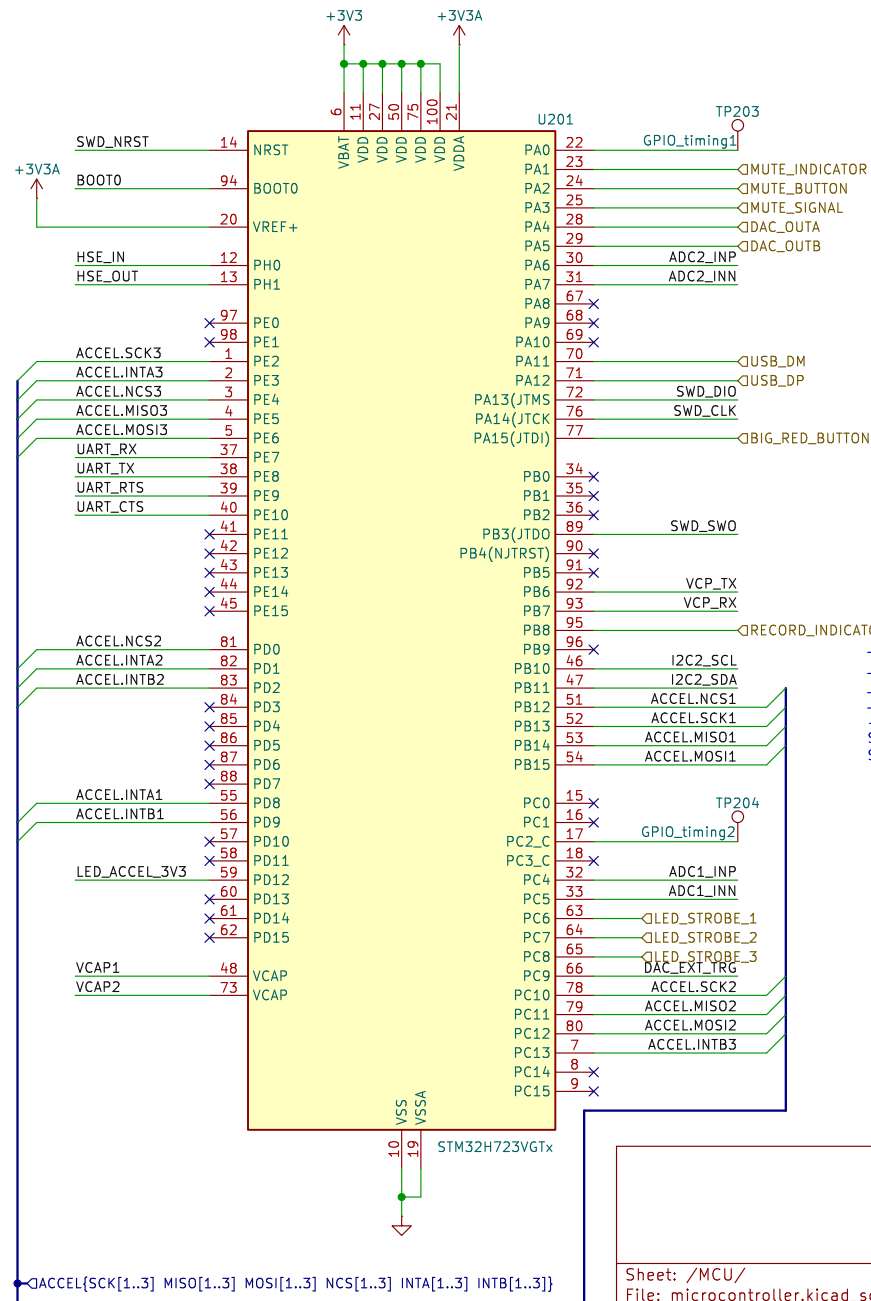 +3V3
+3V3A
6
11
27
50
75
100
21
U201
TP203
VBAT
VDD
VDD
VDD
VDD
VDD
VDDA
SWD_NRST 14 NRST
PA0 22 GPIO_timing1
PA1 23 MUTE_INDICATOR
+3V3A
BOOT0 94 BOOT0
PA2 24 MUTE_BUTTON
PA3 25 MUTE_SIGNAL
20 VREF+
PA4 28 DAC_OUTA
PA5 29 DAC_OUTB
HSE_IN 12 PH0
PA6 30 ADC2_INP
HSE_OUT 13 PH1
PA7 31 ADC2_INN
PA8 67
97 PE0
PA9 68
98 PE1
PA10 69
ACCEL.SCK3 1 PE2
PA11 70 USB_DM
ACCEL.INTA3 2 PE3
PA12 71 USB_DP
ACCEL.NCS3 3 PE4
PA13(JTMS 72 SWD_DIO
ACCEL.MISO3 4 PE5
PA14(JTCK 76 SWD_CLK
ACCEL.MOSI3 5 PE6
PA15(JTDI) 77 BIG_RED_BUTTON
UART_RX 37 PE7
UART_TX 38 PE8
PB0 34
UART_RTS 39 PE9
PB1 35
UART_CTS 40 PE10
PB2 36
41 PE11
PB3(JTDO 89 SWD_SWO
42 PE12
PB4(NJTRST) 90
43 PE13
PB5 91
44 PE14
PB6 92 VCP_TX
45 PE15
PB7 93 VCP_RX
PB8 95 RECORD_INDICATO
ACCEL.NCS2 81 PD0
PB9 96
ACCEL.INTA2 82 PD1
PB10 46 I2C2_SCL
ACCEL.INTB2 83 PD2
PB11 47 I2C2_SDA
84 PD3
PB12 51 ACCEL.NCS1
85 PD4
PB13 52 ACCEL.SCK1
86 PD5
PB14 53 ACCEL.MISO1
87 PD6
PB15 54 ACCEL.MOSI1
88 PD7
ACCEL.INTA1 55 PD8
PC0 15
TP204
ACCEL.INTB1 56 PD9
PC1 16
57 PD10
PC2_C 17 GPIO_timing2
58 PD11
PC3_C 18
LED_ACCEL_3V3 59 PD12
PC4 32 ADC1_INP
60 PD13
PC5 33 ADC1_INN
61 PD14
PC6 63 LED_STROBE_1
62 PD15
PC7 64 LED_STROBE_2
PC8 65 LED_STROBE_3
VCAP1 48 VCAP
PC9 66 DAC_EXT_TRG
VCAP2 73 VCAP
PC10 78 ACCEL.SCK2
PC11 79 ACCEL.MISO2
PC12 80 ACCEL.MOSI2
PC13 7 ACCEL.INTB3
PC14 8
PC15 9
VSS
VSSA
10
19
STM32H723VGTx
Sheet: /MCU/
ACCEL{SCK[1..3] MISO[1..3] MOSI[1..3] NCS[1..3] INTA[1..3] INTB[1..3]}
File: microcontroller.kicad_sc